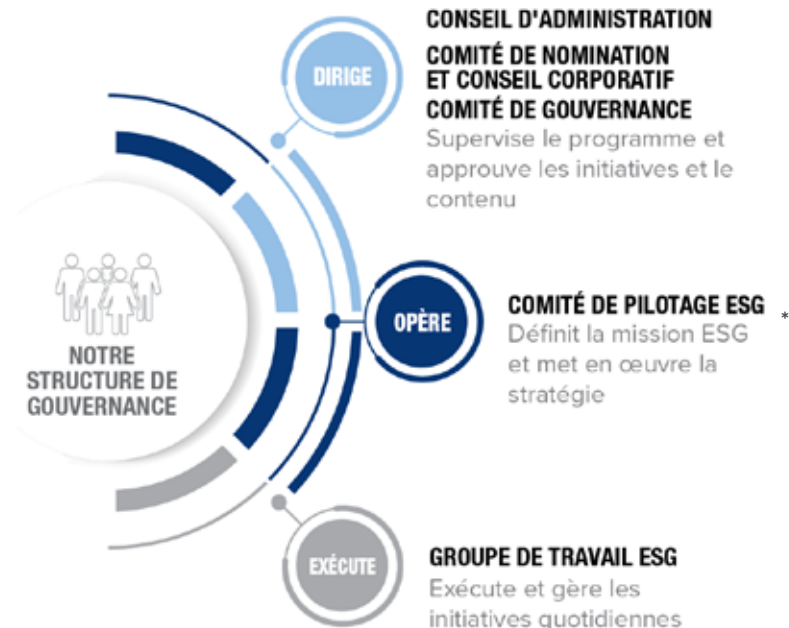 CONSEIL D'ADMINISTRATION
COMITÉ DE NOMINATION
ET CONSEIL CORPORATIF
COMITÉ DE GOUVERNANCE
Supervise le programme et
approuve les initiatives et le
contenu
DIRIGE
NOTRE
STRUCTURE DE
GOUVERNANCE
OPÈRE
COMITÉ DE PILOTAGE ESG *
Définit la mission ESG
et met en œuvre la
stratégie
EXÉCUTE
GROUPE DE TRAVAIL ESG
Exécute et gère les
initiatives quotidiennes